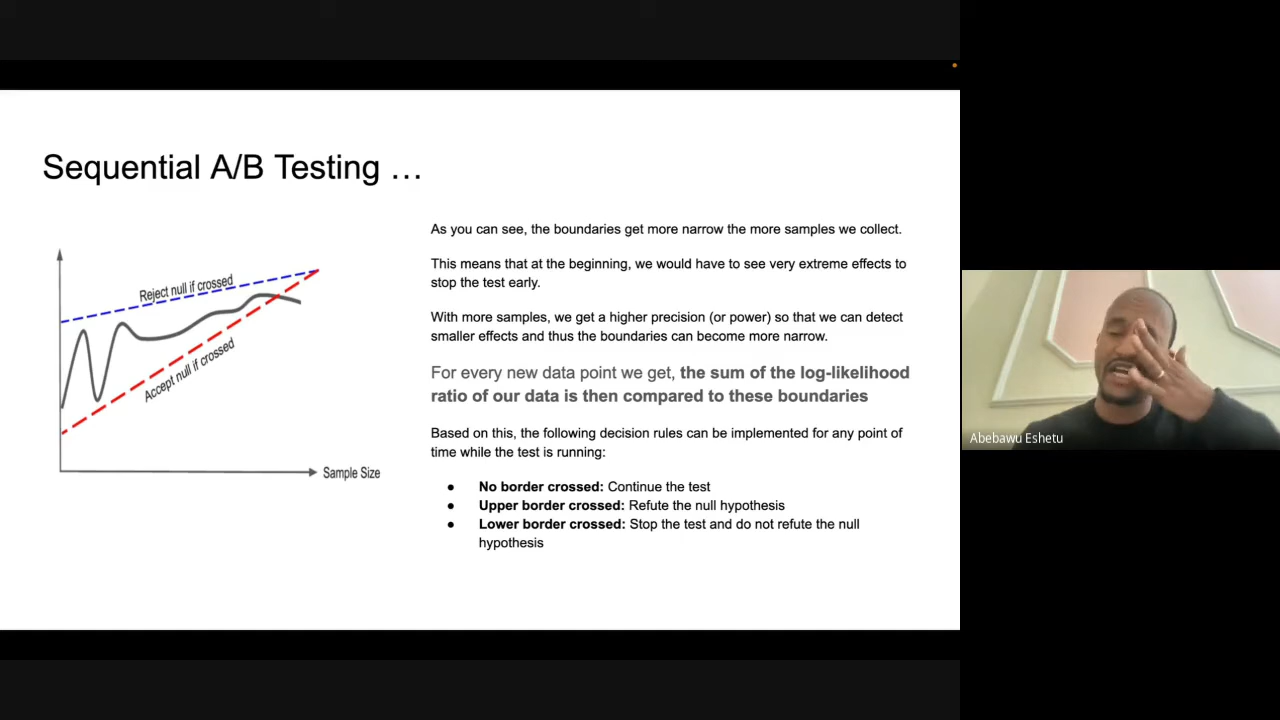 Sequential A/B Testing …
Reject null if crossed
Accept null if crossed
Sample Size
As you can see, the boundaries get more narrow the more samples we collect.
This means that at the beginning, we would have to see very extreme effects to
stop the test early.
With more samples, we get a higher precision (or power) so that we can detect
smaller effects and thus the boundaries can become more narrow.
For every new data point we get, the sum of the log-likelihood
ratio of our data is then compared to these boundaries
Based on this, the following decision rules can be implemented for any point of
time while the test is running:
● No border crossed: Continue the test
● Upper border crossed: Refute the null hypothesis
● Lower border crossed: Stop the test and do not refute the null
hypothesis
Abebawu Eshetu